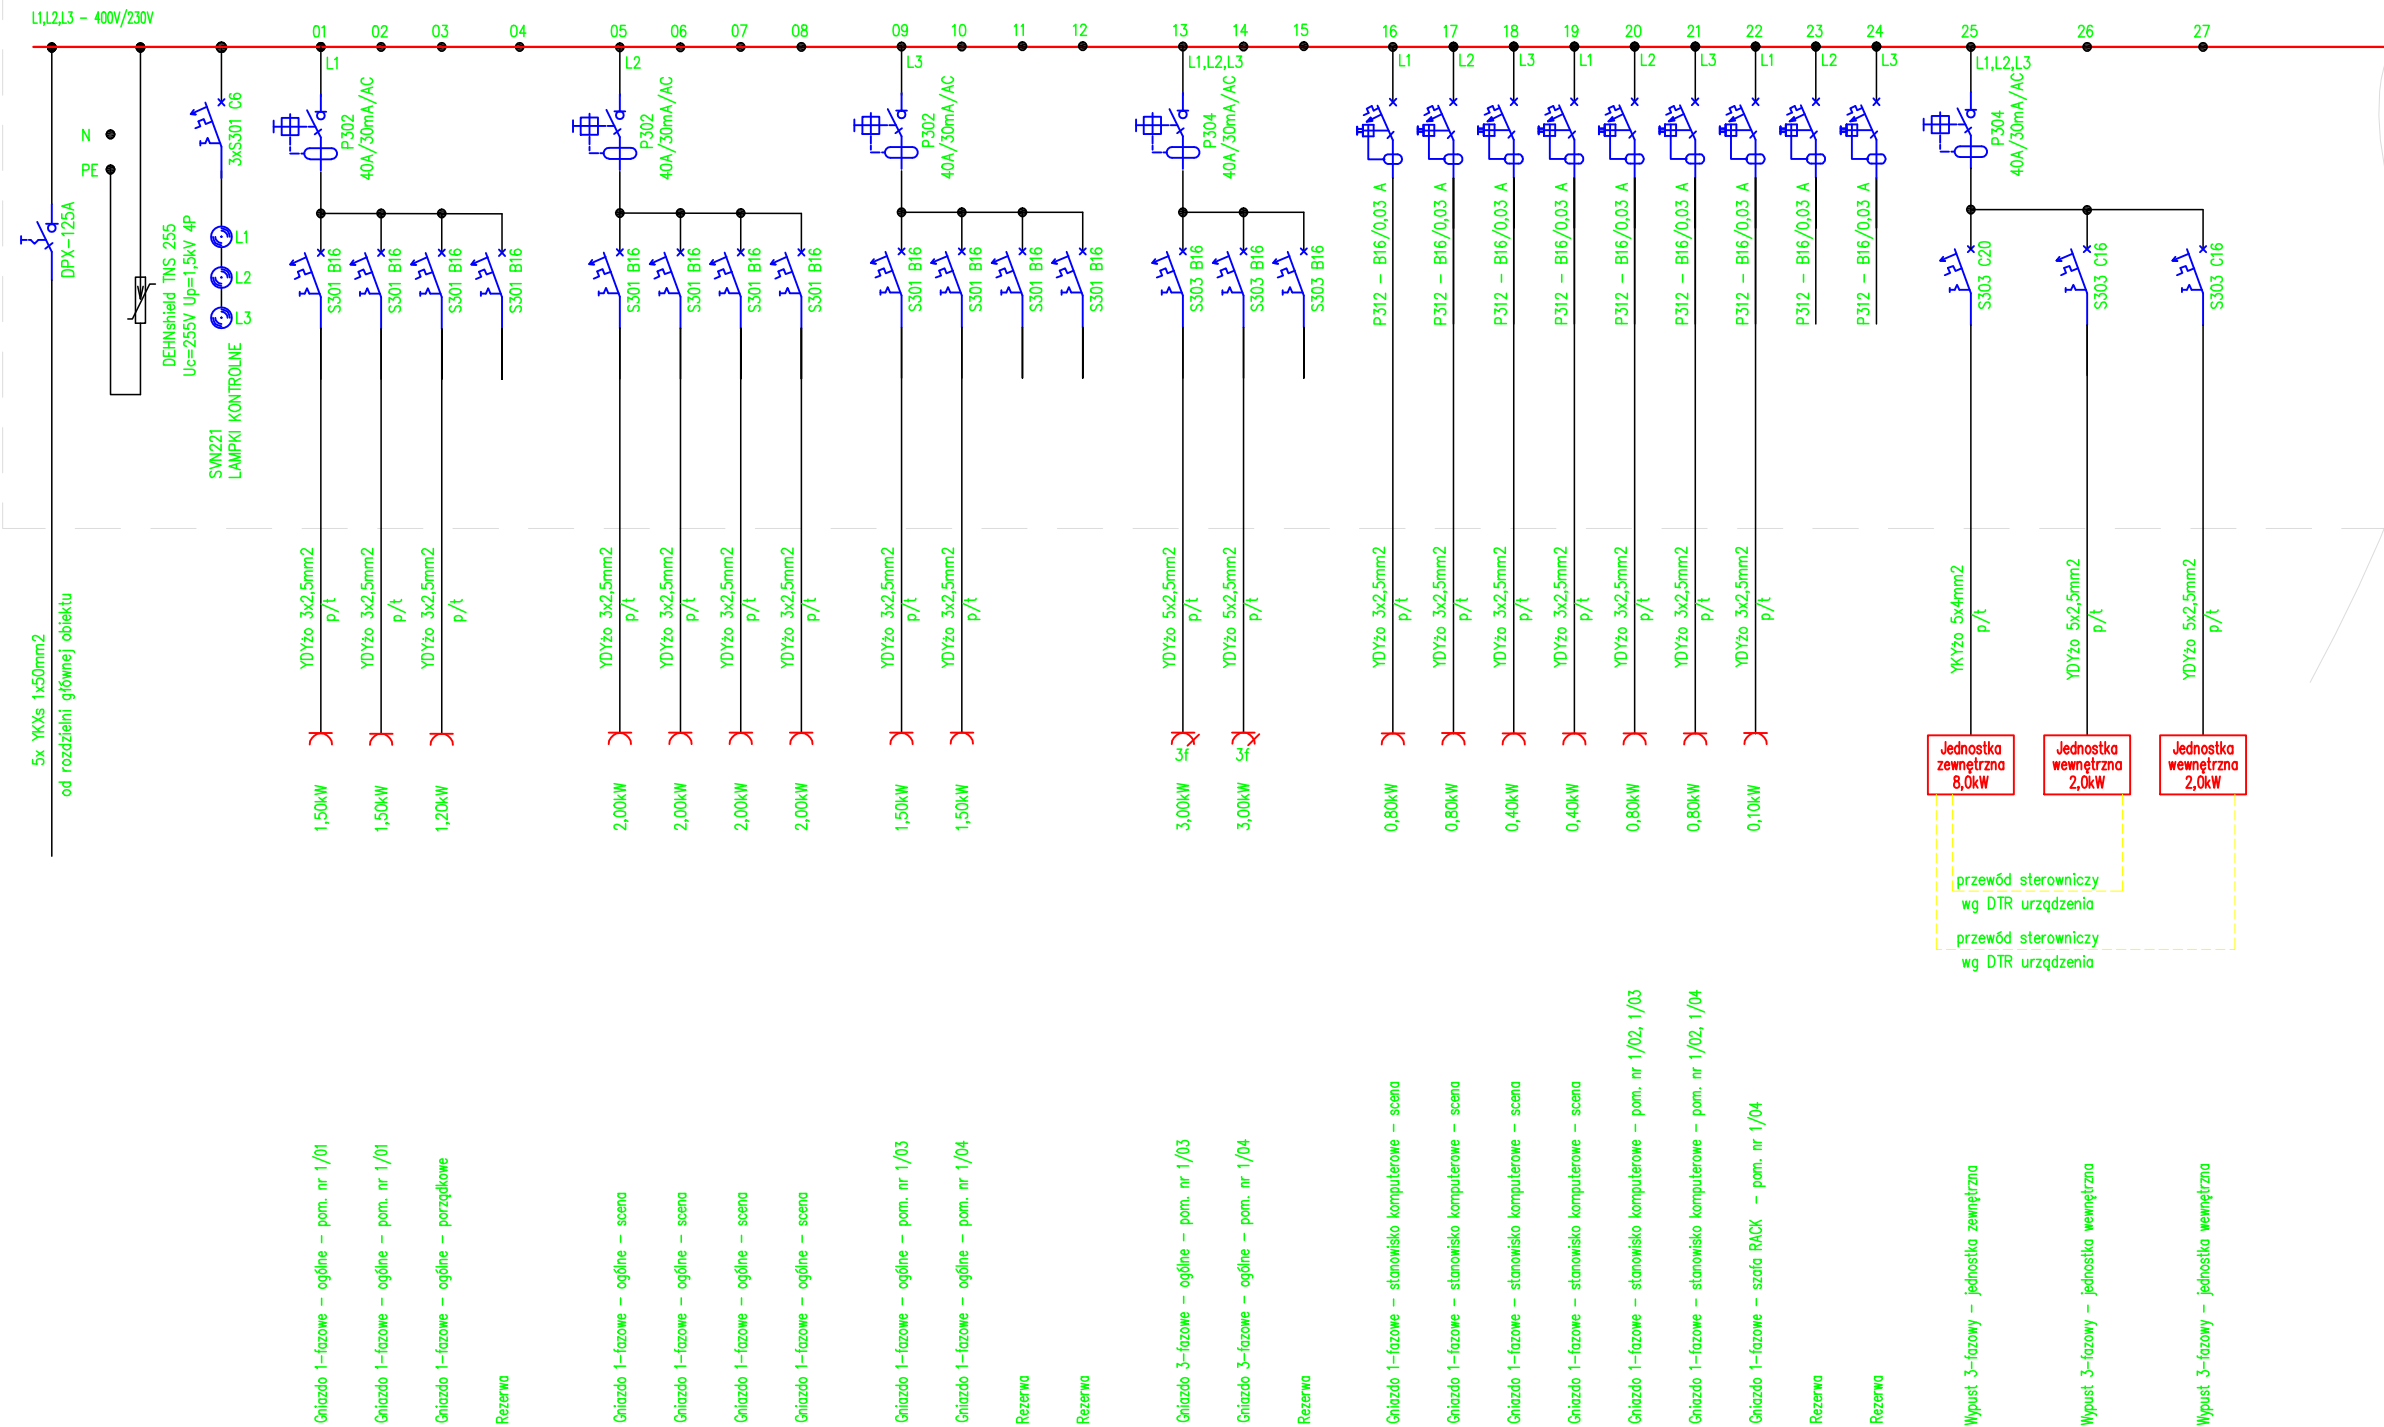 L1,L2,L3 - 400V/230V
01
02
03
04
05
06
07
08
09
10
11
12
13
14
15
16
17
18
19
20
21
22
23
24
25
26
27
L1
L2
L3
L1,L2,L3
L1
L2
L3
L1
L2
L3
L1
L2
L3
L1,L2,L3
N
PE
DPX-125A
DEHNshield TNS 255
Uc=255V Up=1,5kV 4P
3xS301 C6
L1
L2
L3
SVN221
LAMPKI KONTROLNE
P302
40A/30mA/AC
P302
40A/30mA/AC
P302
40A/30mA/AC
P304
40A/30mA/AC
P304
40A/30mA/AC
S301 B16
S301 B16
S301 B16
S301 B16
S301 B16
S301 B16
S301 B16
S301 B16
S301 B16
S301 B16
S301 B16
S301 B16
S303 B16
S303 B16
S303 B16
P312 - B16/0,03 A
P312 - B16/0,03 A
P312 - B16/0,03 A
P312 - B16/0,03 A
P312 - B16/0,03 A
P312 - B16/0,03 A
P312 - B16/0,03 A
P312 - B16/0,03 A
P312 - B16/0,03 A
S303 C20
S303 C16
S303 C16
5x YKXs 1x50mm2
od rozdzielni głównej obiektu
YDYżo 3x2,5mm2
p/t
YDYżo 3x2,5mm2
p/t
YDYżo 3x2,5mm2
p/t
YDYżo 3x2,5mm2
p/t
YDYżo 3x2,5mm2
p/t
YDYżo 3x2,5mm2
p/t
YDYżo 3x2,5mm2
p/t
YDYżo 3x2,5mm2
p/t
YDYżo 3x2,5mm2
p/t
YDYżo 5x2,5mm2
p/t
YDYżo 5x2,5mm2
p/t
YDYżo 3x2,5mm2
p/t
YDYżo 3x2,5mm2
p/t
YDYżo 3x2,5mm2
p/t
YDYżo 3x2,5mm2
p/t
YDYżo 3x2,5mm2
p/t
YDYżo 3x2,5mm2
p/t
YDYżo 3x2,5mm2
p/t
YKYżo 5x4mm2
p/t
YDYżo 5x2,5mm2
p/t
YDYżo 5x2,5mm2
p/t
3f
3f
Jednostka
zewnętrzna
8,0kW
Jednostka
wewnętrzna
2,0kW
Jednostka
wewnętrzna
2,0kW
1,50kW
1,50kW
1,20kW
2,00kW
2,00kW
2,00kW
2,00kW
1,50kW
1,50kW
3,00kW
3,00kW
0,80kW
0,80kW
0,40kW
0,40kW
0,80kW
0,80kW
0,10kW
przewód sterowniczy
wg DTR urządzenia
przewód sterowniczy
wg DTR urządzenia
Gniazdo 1-fazowe - ogólne - pom. nr 1/01
Gniazdo 1-fazowe - ogólne - pom. nr 1/01
Gniazdo 1-fazowe - ogólne - porządkowe
Rezerwa
Gniazdo 1-fazowe - ogólne - scena
Gniazdo 1-fazowe - ogólne - scena
Gniazdo 1-fazowe - ogólne - scena
Gniazdo 1-fazowe - ogólne - scena
Gniazdo 1-fazowe - ogólne - pom. nr 1/03
Gniazdo 1-fazowe - ogólne - pom. nr 1/04
Rezerwa
Rezerwa
Gniazdo 3-fazowe - ogólne - pom. nr 1/03
Gniazdo 3-fazowe - ogólne - pom. nr 1/04
Rezerwa
Gniazdo 1-fazowe - stanowisko komputerowe - scena
Gniazdo 1-fazowe - stanowisko komputerowe - scena
Gniazdo 1-fazowe - stanowisko komputerowe - scena
Gniazdo 1-fazowe - stanowisko komputerowe - scena
Gniazdo 1-fazowe - stanowisko komputerowe - pom. nr 1/02, 1/03
Gniazdo 1-fazowe - stanowisko komputerowe - pom. nr 1/02, 1/04
Gniazdo 1-fazowe - szafa RACK - pom. nr 1/04
Rezerwa
Rezerwa
Wypust 3-fazowy - jednostka zewnętrzna
Wypust 3-fazowy - jednostka wewnętrzna
Wypust 3-fazowy - jednostka wewnętrzna